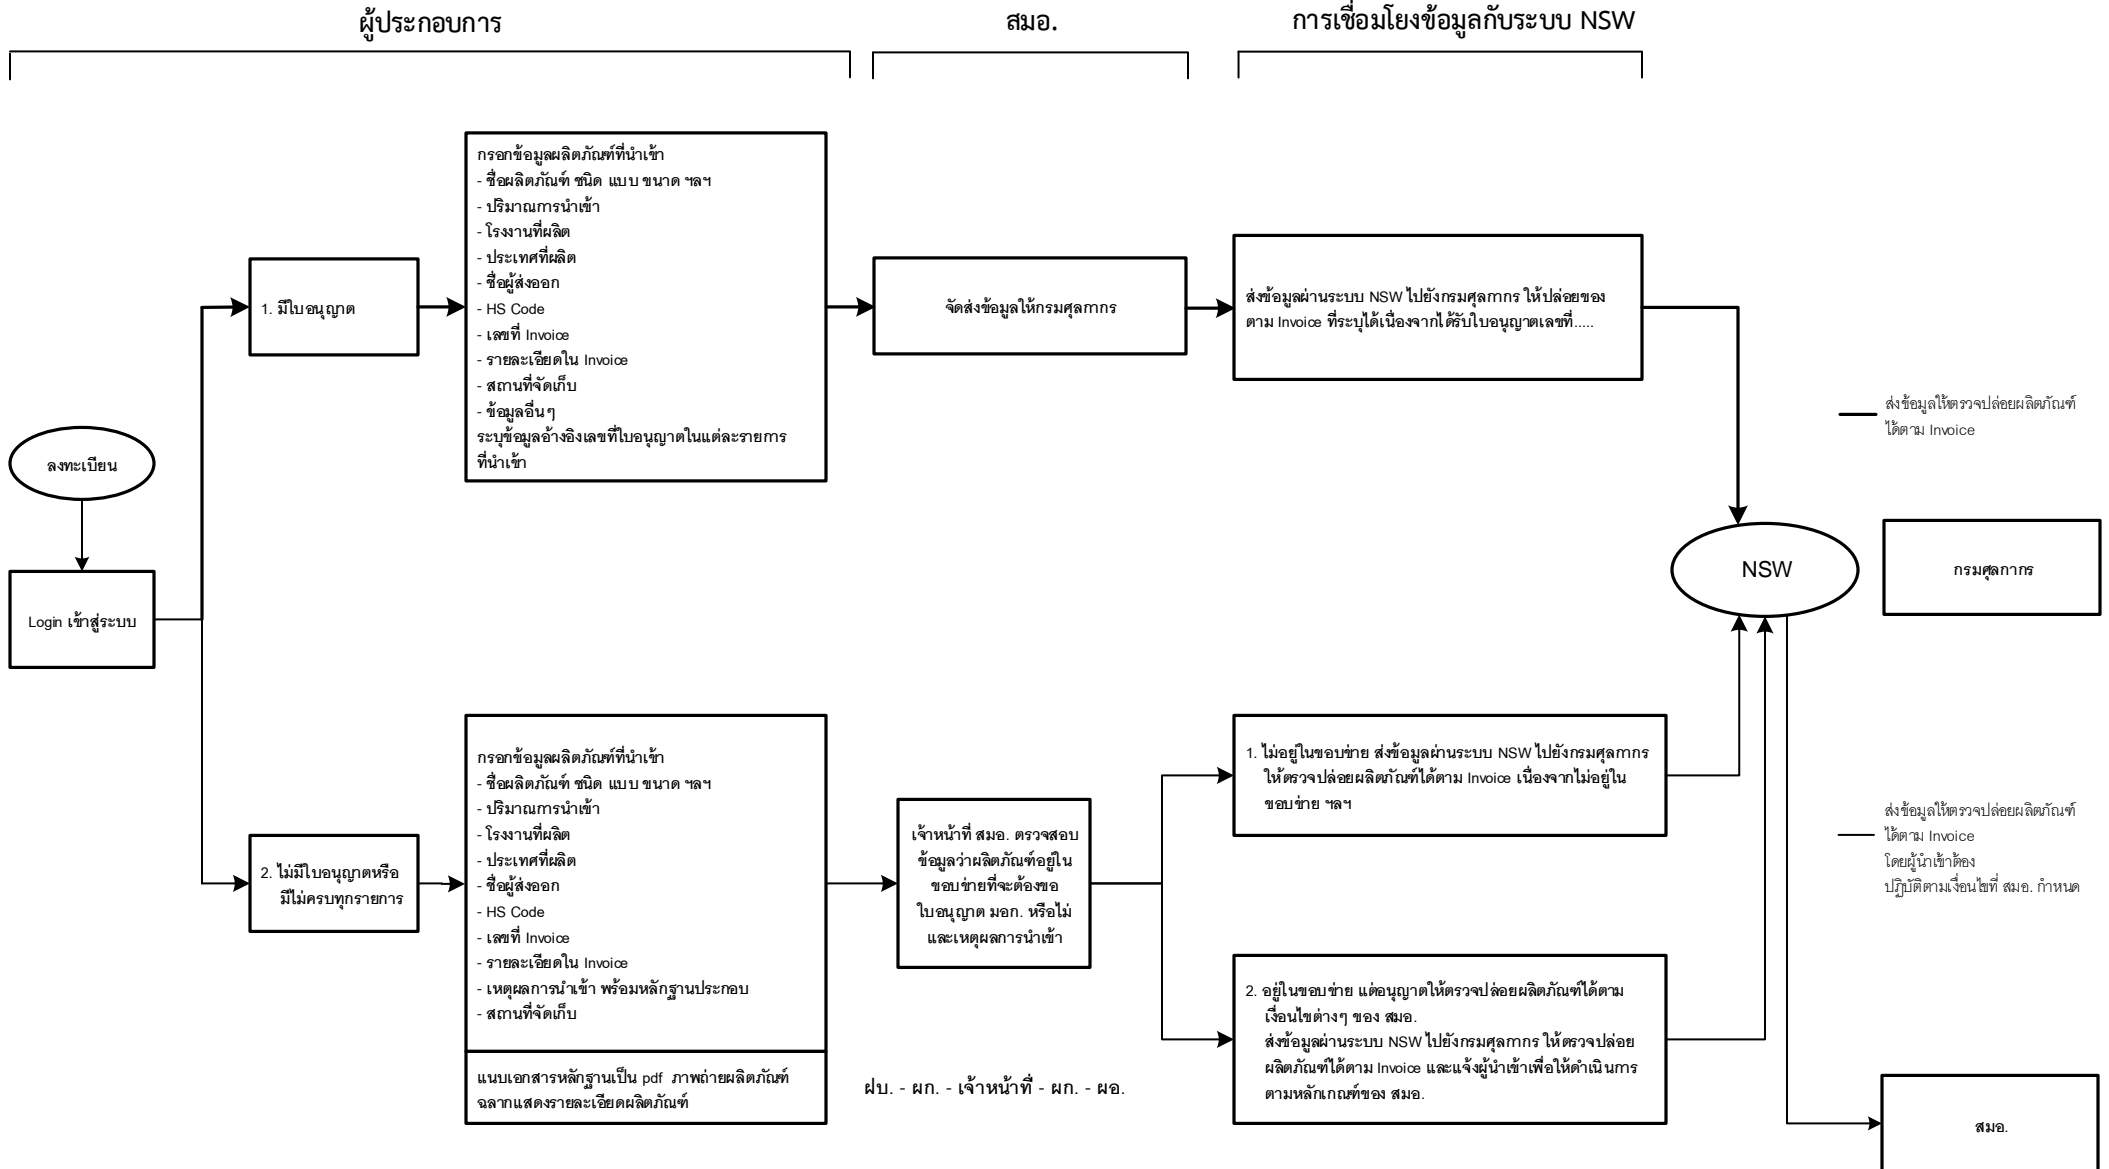 ผู้ประกอบการ
สมอ.
การเชื่อมโยงข้อมูลกับระบบ NSW
กรอกข้อมูลผลิตภัณฑ์ที่นำเข้า
- ชื่อผลิตภัณฑ์ ชนิด แบบ ขนาด ฯลฯ
- ปริมาณการนำเข้า
- โรงงานที่ผลิต
- ประเทศที่ผลิต
- ชื่อผู้ส่งออก
- HS Code
- เลขที่ Invoice
- รายละเอียดใน Invoice
- สถานที่จัดเก็บ
- ข้อมูลอื่นๆ
ระบุข้อมูลอ้างอิงเลขที่ใบอนุญาตในแต่ละรายการ
ที่นำเข้า
1. มีใบอนุญาต
จัดส่งข้อมูลให้กรมศุลกากร
ส่งข้อมูลผ่านระบบ NSW ไปยังกรมศุลกากร ให้ปล่อยของ
ตาม Invoice ที่ระบุได้เนื่องจากได้รับใบอนุญาตเลขที่.....
ส่งข้อมูลให้ตรวจปล่อยผลิตภัณฑ์
ได้ตาม Invoice
ลงทะเบียน
Login เข้าสู่ระบบ
NSW
กรมศุลกากร
กรอกข้อมูลผลิตภัณฑ์ที่นำเข้า
- ชื่อผลิตภัณฑ์ ชนิด แบบ ขนาด ฯลฯ
- ปริมาณการนำเข้า
- โรงงานที่ผลิต
- ประเทศที่ผลิต
- ชื่อผู้ส่งออก
- HS Code
- เลขที่ Invoice
- รายละเอียดใน Invoice
- เหตุผลการนำเข้า พร้อมหลักฐานประกอบ
- สถานที่จัดเก็บ
แนบเอกสารหลักฐานเป็น pdf ภาพถ่ายผลิตภัณฑ์
ฉลากแสดงรายละเอียดผลิตภัณฑ์
2. ไม่มีใบอนุญาตหรือ
มีไม่ครบทุกรายการ
เจ้าหน้าที่ สมอ. ตรวจสอบ
ข้อมูลว่าผลิตภัณฑ์อยู่ใน
ขอบข่ายที่จะต้องขอ
ใบอนุญาต มอก. หรือไม่
และเหตุผลการนำเข้า
ฝบ. - ผก. - เจ้าหน้าที่ - ผก. - ผอ.
1. ไม่อยู่ในขอบข่าย ส่งข้อมูลผ่านระบบ NSW ไปยังกรมศุลกากร
ให้ตรวจปล่อยผลิตภัณฑ์ได้ตาม Invoice เนื่องจากไม่อยู่ใน
ขอบข่าย ฯลฯ
2. อยู่ในขอบข่าย แต่อนุญาตให้ตรวจปล่อยผลิตภัณฑ์ได้ตาม
เงื่อนไขต่างๆ ของ สมอ.
ส่งข้อมูลผ่านระบบ NSW ไปยังกรมศุลกากร ให้ตรวจปล่อย
ผลิตภัณฑ์ได้ตาม Invoice และแจ้งผู้นำเข้าเพื่อให้ดำเนินการ
ตามหลักเกณฑ์ของ สมอ.
ส่งข้อมูลให้ตรวจปล่อยผลิตภัณฑ์
ได้ตาม Invoice
โดยผู้นำเข้าต้อง
ปฏิบัติตามเงื่อนไขที่ สมอ. กำหนด
สมอ.